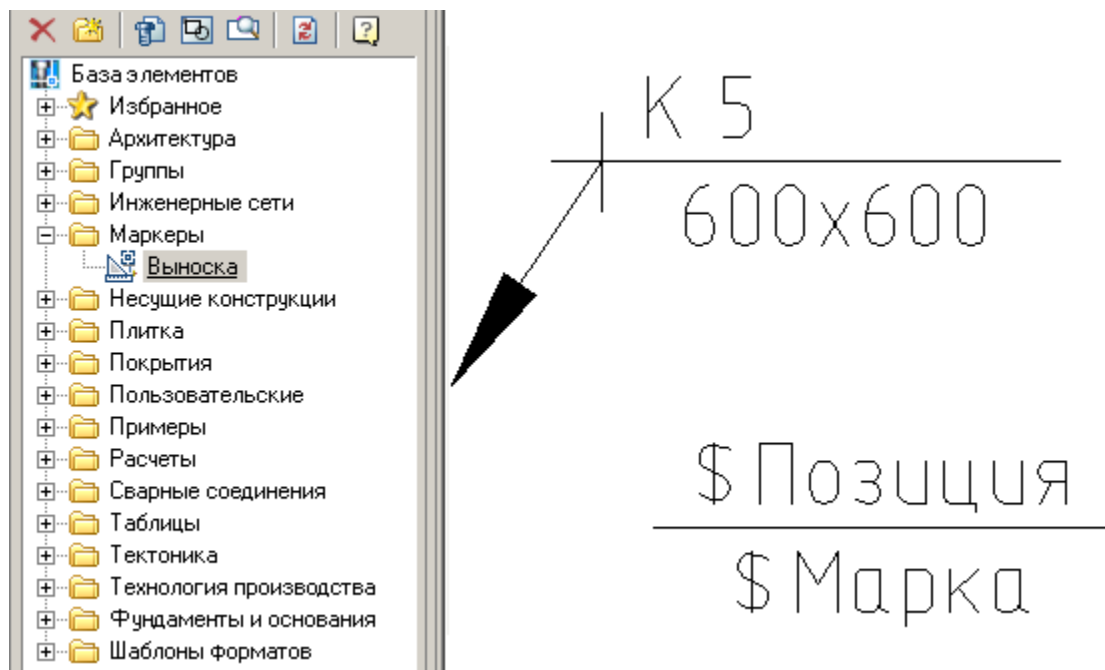 База элементов
Избранное
Архитектура
Группы
Инженерные сети
Маркеры
Выноска
Несущие конструкции
Плитка
Покрытия
Пользовательские
Примеры
Расчеты
Сварные соединения
Таблицы
Тектоника
Технология производства
Фундаменты и основания
Шаблоны форматов
К 5
600х600
$Позиция
$Марка